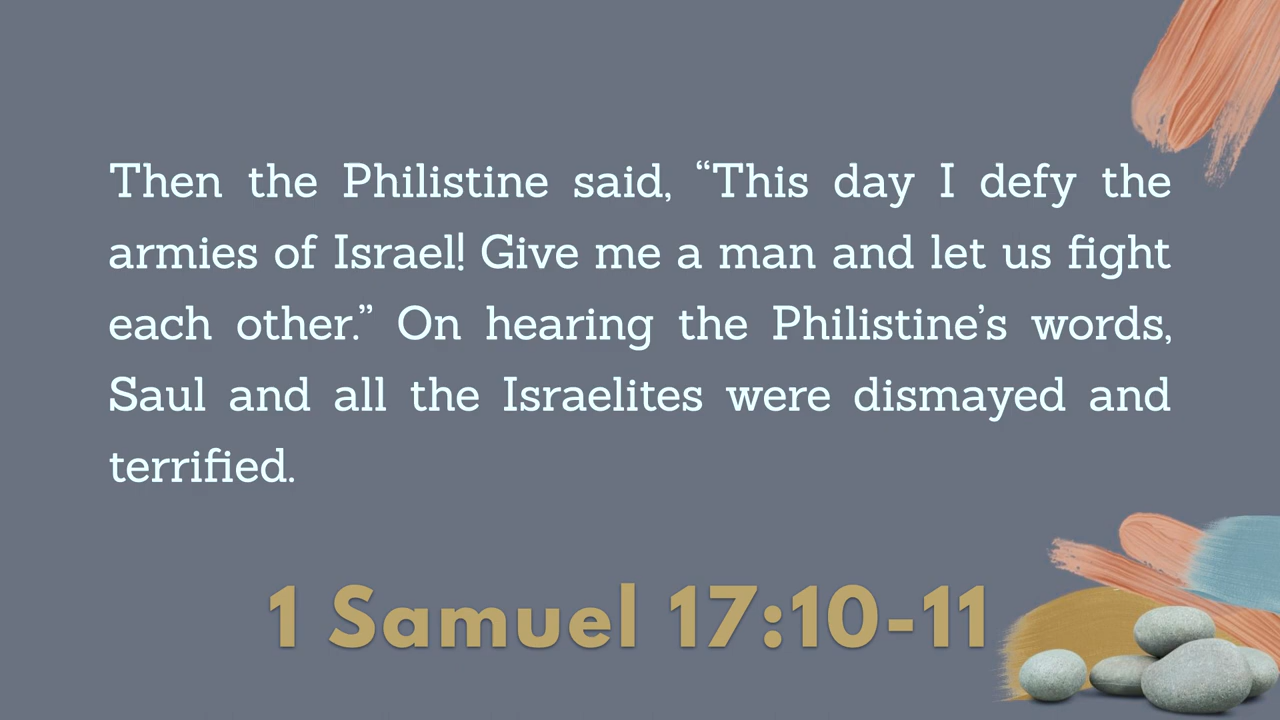 Then the Philistine said, “This day I defy the
armies of Israel! Give me a man and let us fight
each other.” On hearing the Philistine’s words,
Saul and all the Israelites were dismayed and
terrified.
1 Samuel 17:10-11